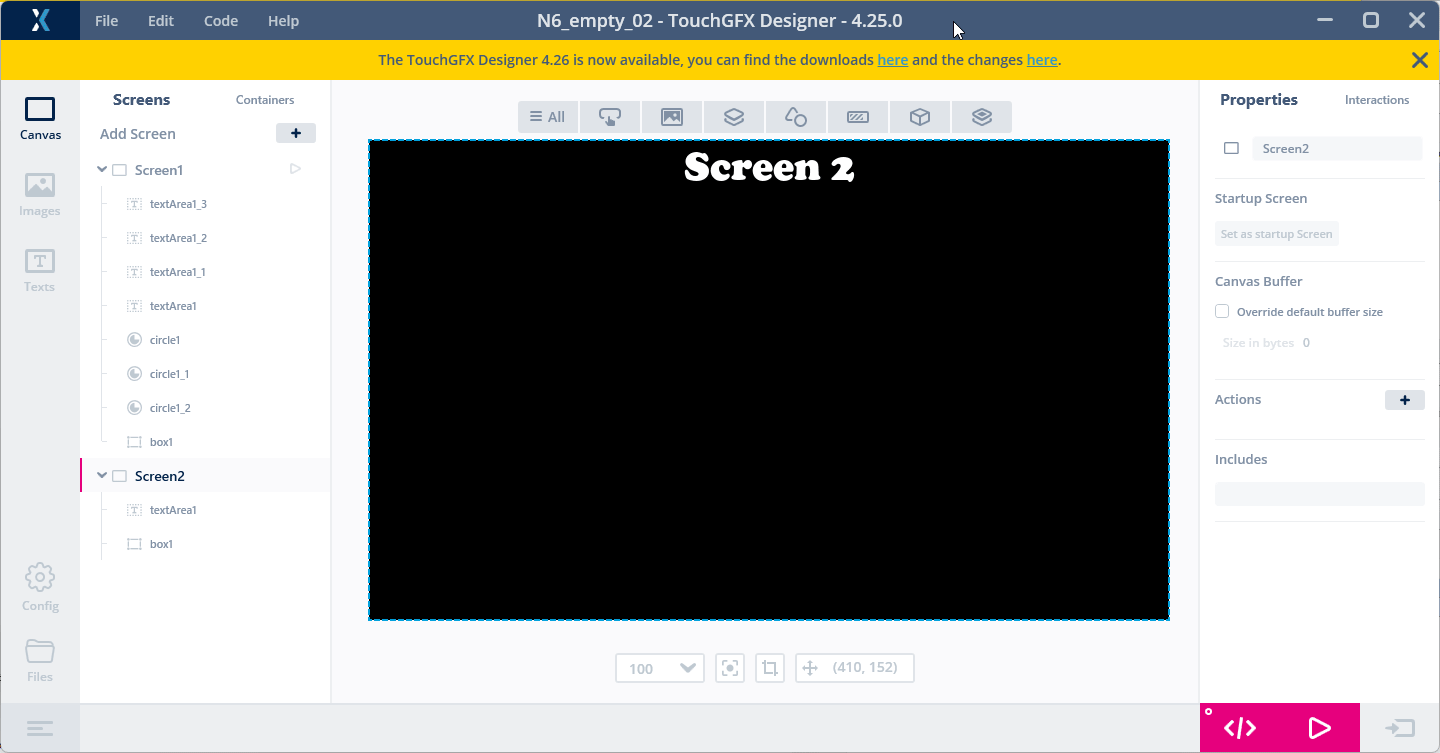 File Edit Code Help N6_empty_02 - TouchGFX Designer - 4.25.0
The TouchGFX Designer 4.26 is now available, you can find the downloads here and the changes here.
Canvas
Images
Texts
Config
Files
Screens Containers
Add Screen
Screen1
textArea1_3
textArea1_2
textArea1_1
textArea1
circle1
circle1_1
circle1_2
box1
Screen2
textArea1
box1
All
Screen 2
100 (410, 152)
Properties Interactions
Screen2
Startup Screen
Set as startup Screen
Canvas Buffer
Override default buffer size
Size in bytes 0
Actions
Includes